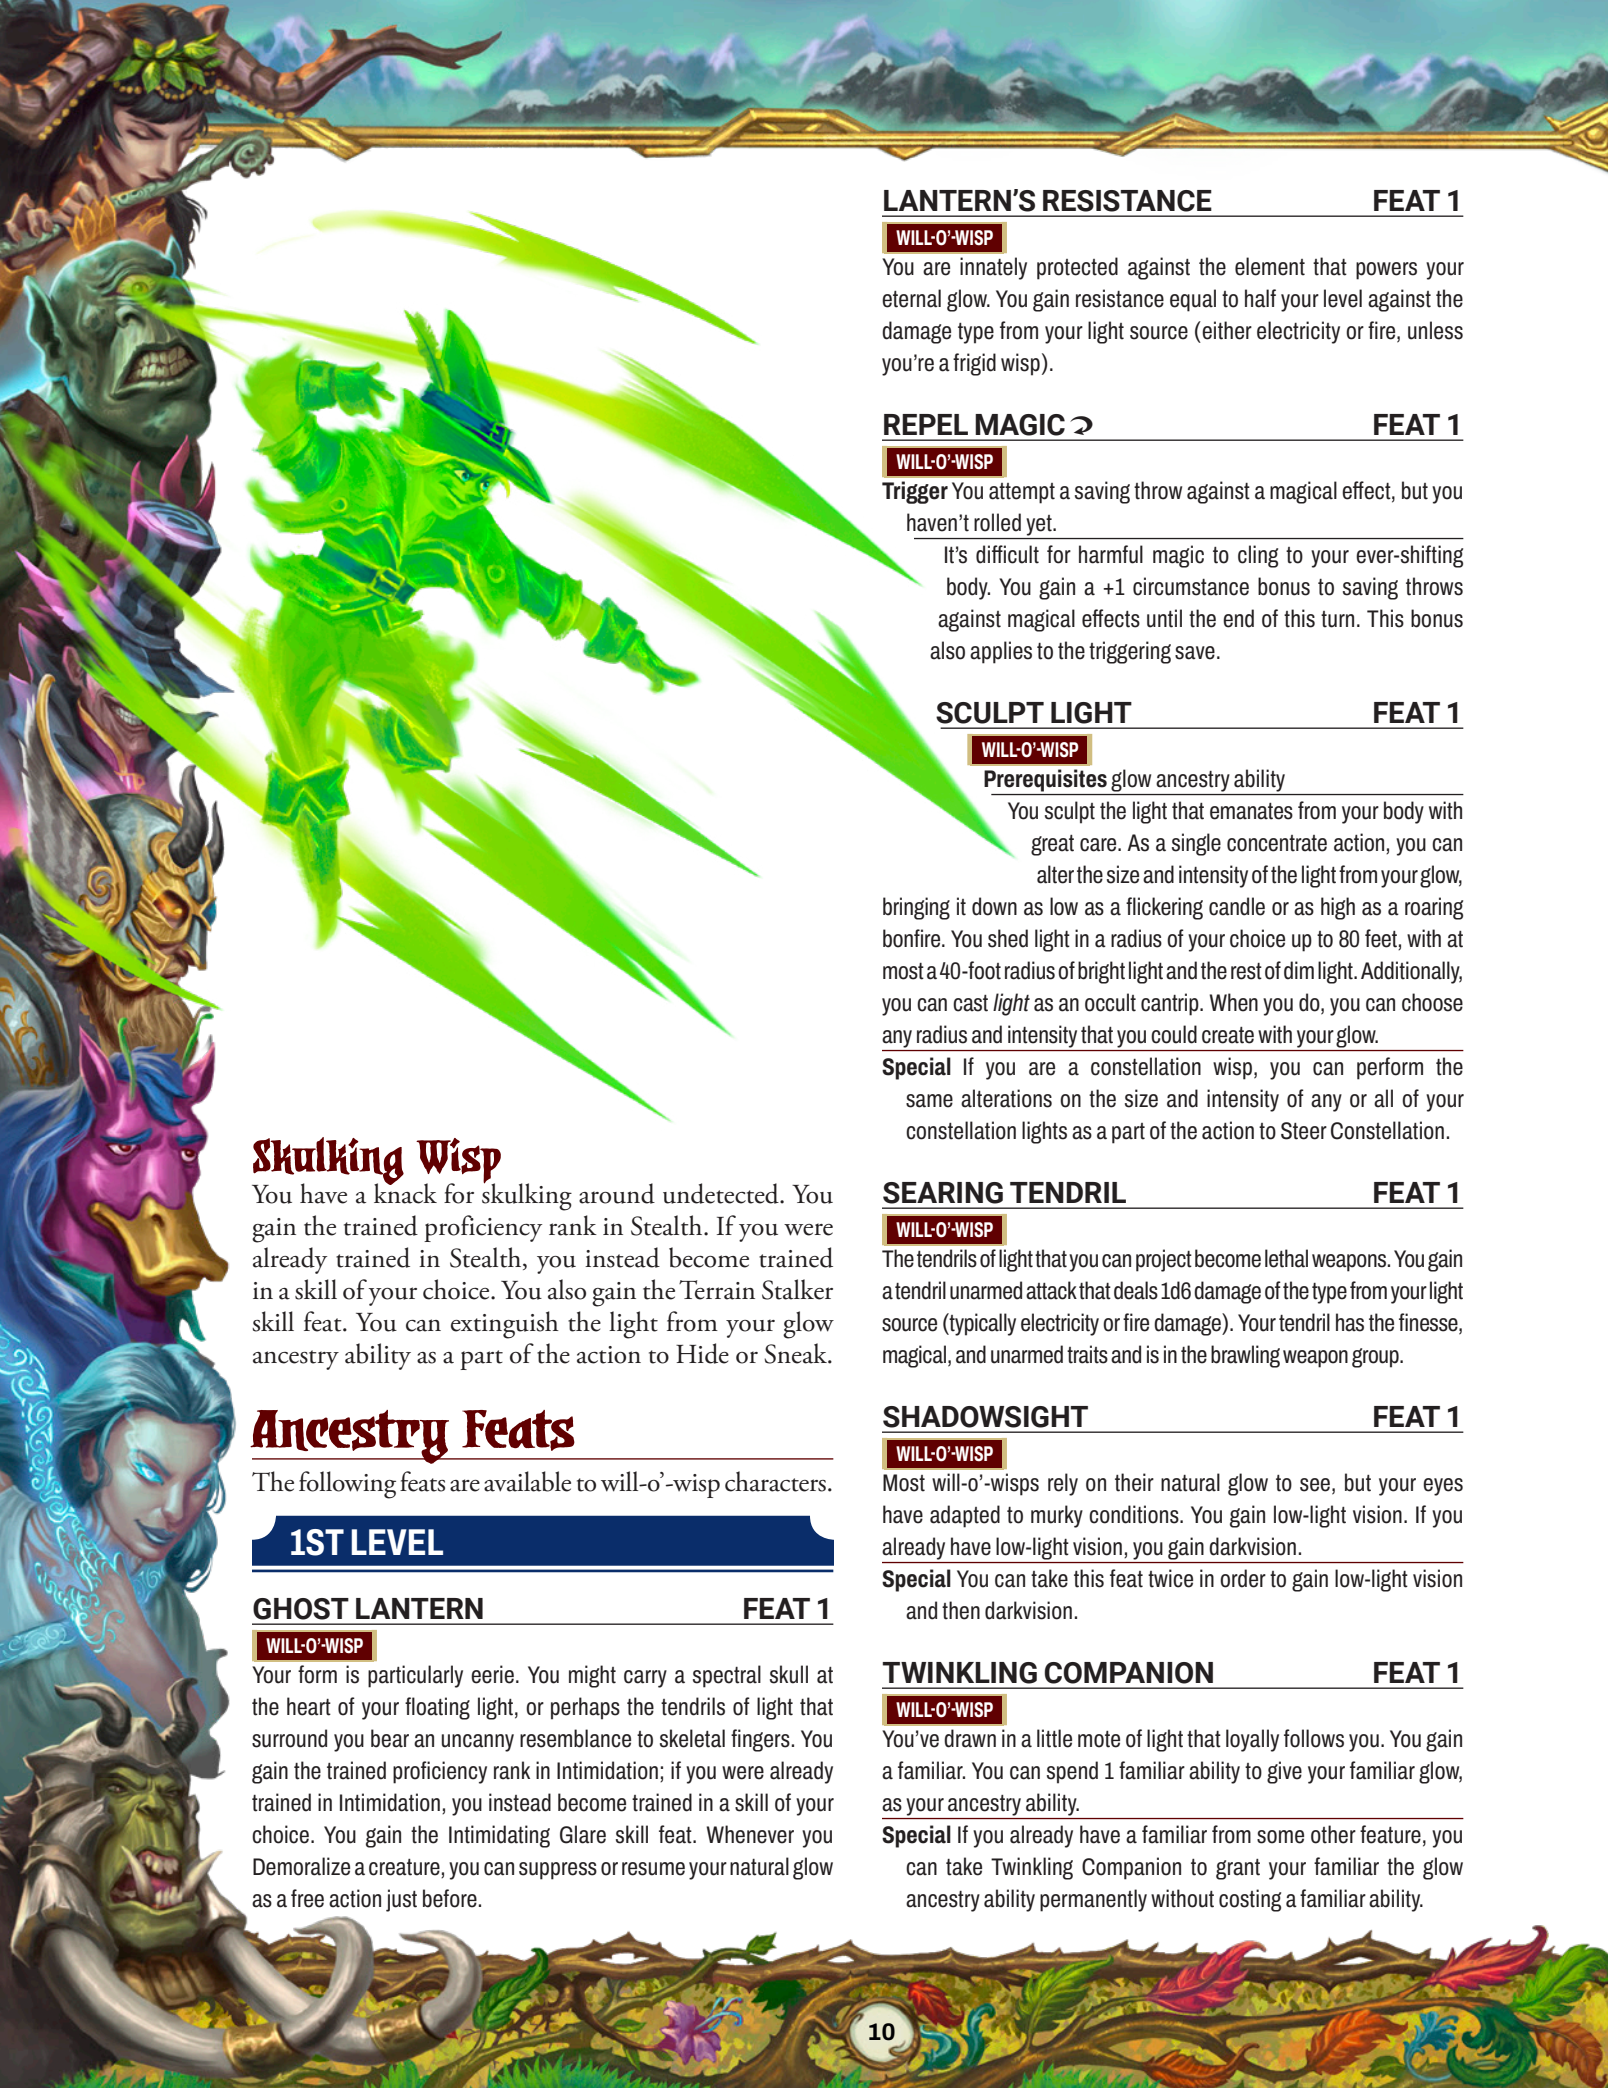 Skulking Wisp
You have a knack for skulking around undetected. You
gain the trained proficiency rank in Stealth. If you were
already trained in Stealth, you instead become trained
in a skill of your choice. You also gain the Terrain Stalker
skill feat. You can extinguish the light from your glow
ancestry ability as a part of the action to Hide or Sneak.
Ancestry Feats
The following feats are available to will-o’-wisp characters.
1ST LEVEL
GHOST LANTERN FEAT 1
WILL-O’-WISP
Your form is particularly eerie. You might carry a spectral skull at
the heart of your floating light, or perhaps the tendrils of light that
surround you bear an uncanny resemblance to skeletal fingers. You
gain the trained proficiency rank in Intimidation; if you were already
trained in Intimidation, you instead become trained in a skill of your
choice. You gain the Intimidating Glare skill feat. Whenever you
Demoralize a creature, you can suppress or resume your natural glow
as a free action just before.
LANTERN’S RESISTANCE FEAT 1
WILL-O’-WISP
You are innately protected against the element that powers your
eternal glow. You gain resistance equal to half your level against the
damage type from your light source (either electricity or fire, unless
you’re a frigid wisp).
REPEL MAGIC FEAT 1
WILL-O’-WISP
Trigger You attempt a saving throw against a magical effect, but you
haven’t rolled yet.
It’s difficult for harmful magic to cling to your ever-shifting
body. You gain a +1 circumstance bonus to saving throws
against magical effects until the end of this turn. This bonus
also applies to the triggering save.
SCULPT LIGHT FEAT 1
WILL-O’-WISP
Prerequisites glow ancestry ability
You sculpt the light that emanates from your body with
great care. As a single concentrate action, you can
alter the size and intensity of the light from your glow,
bringing it down as low as a flickering candle or as high as a roaring
bonfire. You shed light in a radius of your choice up to 80 feet, with at
most a 40-foot radius of bright light and the rest of dim light. Additionally,
you can cast light as an occult cantrip. When you do, you can choose
any radius and intensity that you could create with your glow.
Special If you are a constellation wisp, you can perform the
same alterations on the size and intensity of any or all of your
constellation lights as a part of the action to Steer Constellation.
SEARING TENDRIL FEAT 1
WILL-O’-WISP
The tendrils of light that you can project become lethal weapons. You gain
a tendril unarmed attack that deals 1d6 damage of the type from your light
source (typically electricity or fire damage). Your tendril has the finesse,
magical, and unarmed traits and is in the brawling weapon group.
SHADOWSIGHT FEAT 1
WILL-O’-WISP
Most will-o’-wisps rely on their natural glow to see, but your eyes
have adapted to murky conditions. You gain low-light vision. If you
already have low-light vision, you gain darkvision.
Special You can take this feat twice in order to gain low-light vision
and then darkvision.
TWINKLING COMPANION FEAT 1
WILL-O’-WISP
You’ve drawn in a little mote of light that loyally follows you. You gain
a familiar. You can spend 1 familiar ability to give your familiar glow,
as your ancestry ability.
Special If you already have a familiar from some other feature, you
can take Twinkling Companion to grant your familiar the glow
ancestry ability permanently without costing a familiar ability.
10